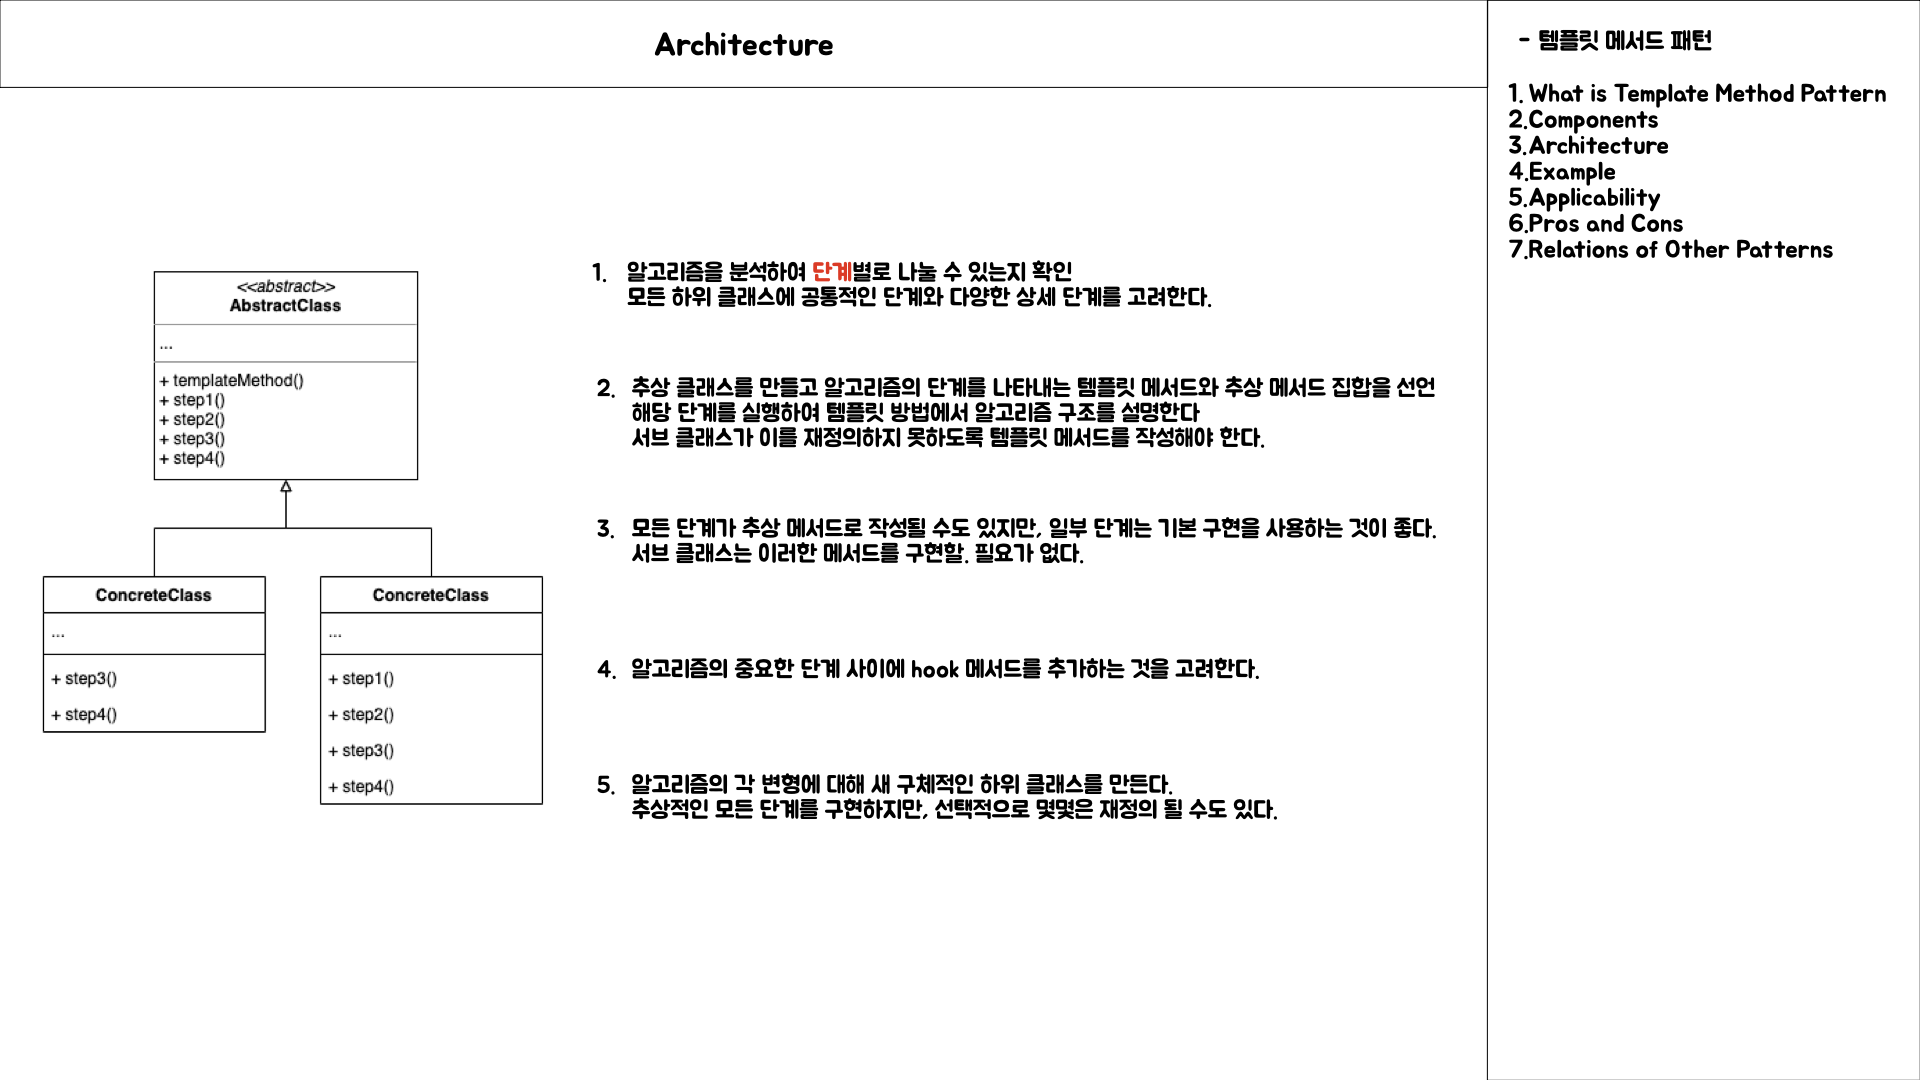 Architecture
<<abstract>>
AbstractClass
...
+ templateMethod()
+ step1()
+ step2()
+ step3()
+ step4()
ConcreteClass
...
+ step3()
+ step4()
ConcreteClass
...
+ step1()
+ step2()
+ step3()
+ step4()
1. 알고리즘을 분석하여 단계별로 나눌 수 있는지 확인
모든 하위 클래스에 공통적인 단계와 다양한 상세 단계를 고려한다.
2. 추상 클래스를 만들고 알고리즘의 단계를 나타내는 템플릿 메서드와 추상 메서드 집합을 선언
해당 단계를 실행하여 템플릿 방법에서 알고리즘 구조를 설명한다
서브 클래스가 이를 재정의하지 못하도록 템플릿 메서드를 작성해야 한다.
3. 모든 단계가 추상 메서드로 작성될 수도 있지만, 일부 단계는 기본 구현을 사용하는 것이 좋다.
서브 클래스는 이러한 메서드를 구현할. 필요가 없다.
4. 알고리즘의 중요한 단계 사이에 hook 메서드를 추가하는 것을 고려한다.
5. 알고리즘의 각 변형에 대해 새 구체적인 하위 클래스를 만든다.
추상적인 모든 단계를 구현하지만, 선택적으로 몇몇은 재정의 될 수도 있다.
- 템플릿 메서드 패턴
1. What is Template Method Pattern
2.Components
3.Architecture
4.Example
5.Applicability
6.Pros and Cons
7.Relations of Other Patterns